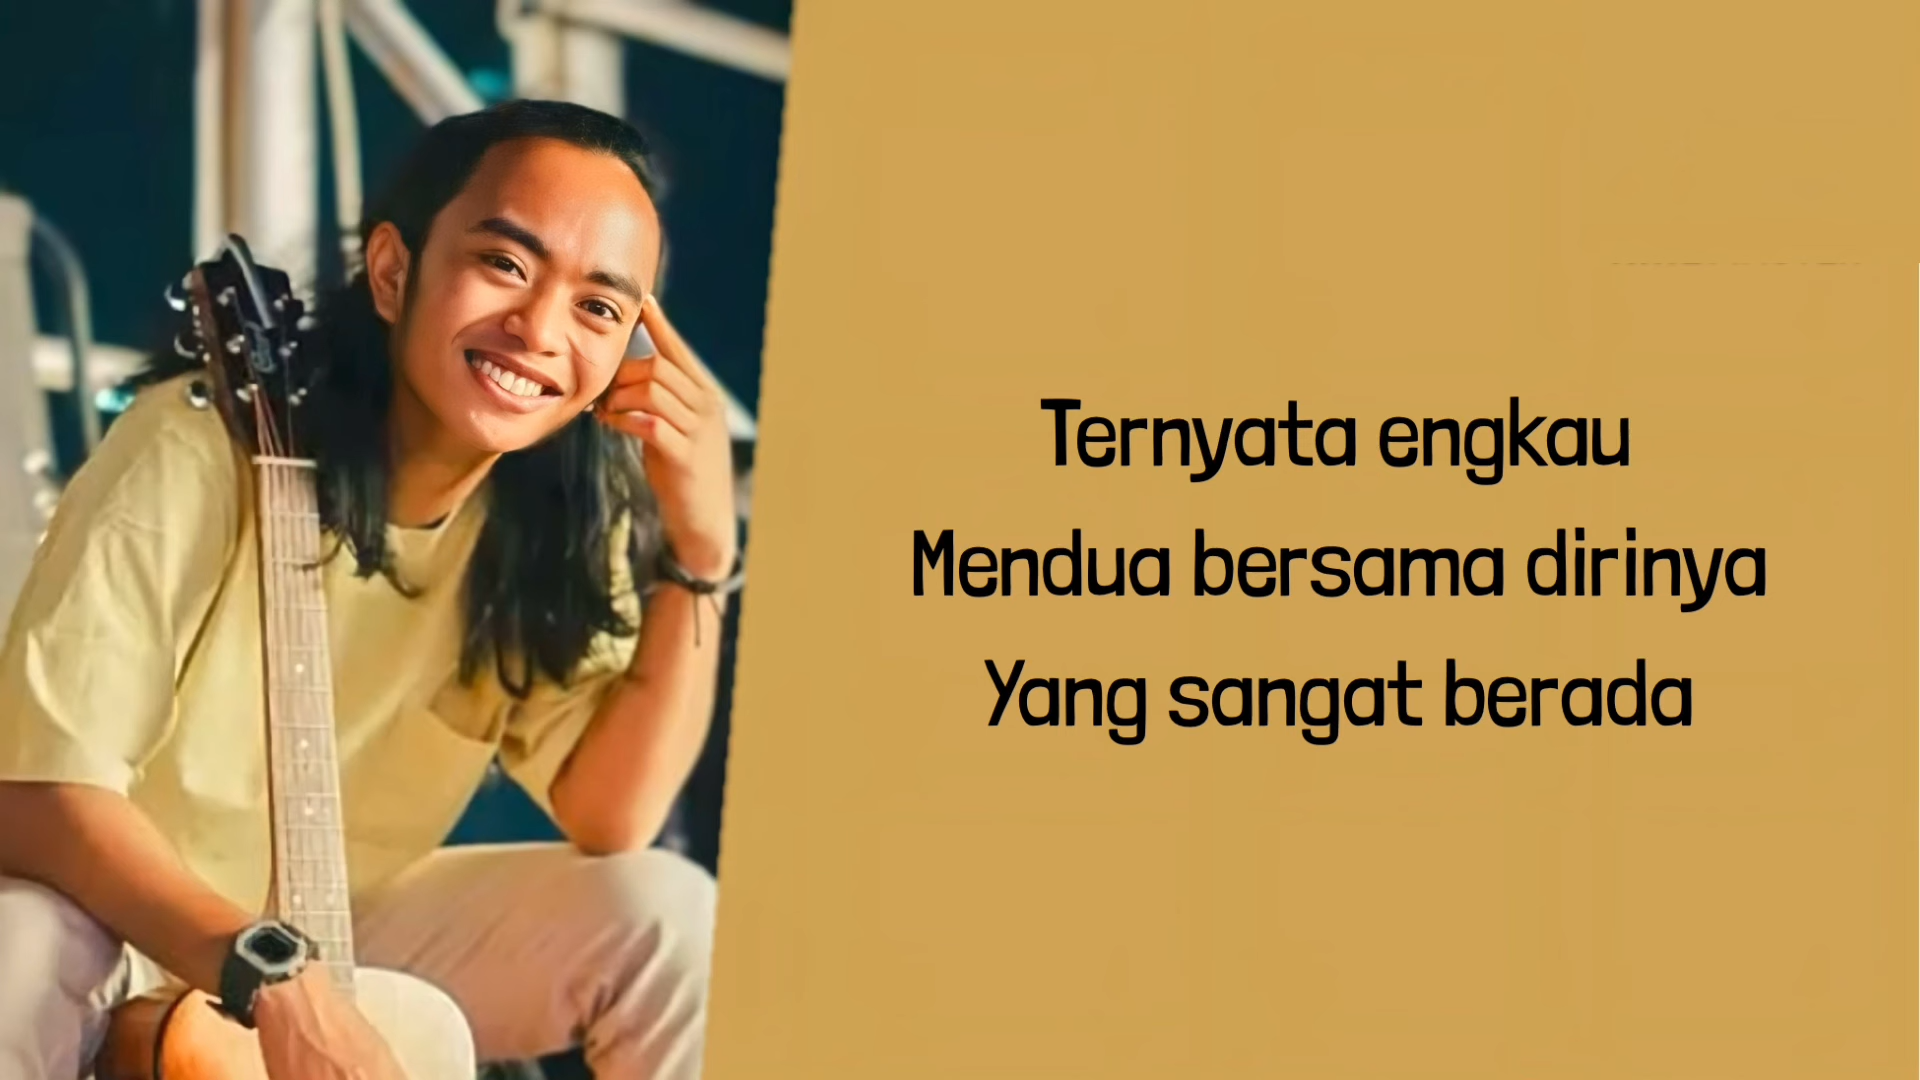 Ternyata engkau
Mendua bersama dirinya
Yang sangat berada